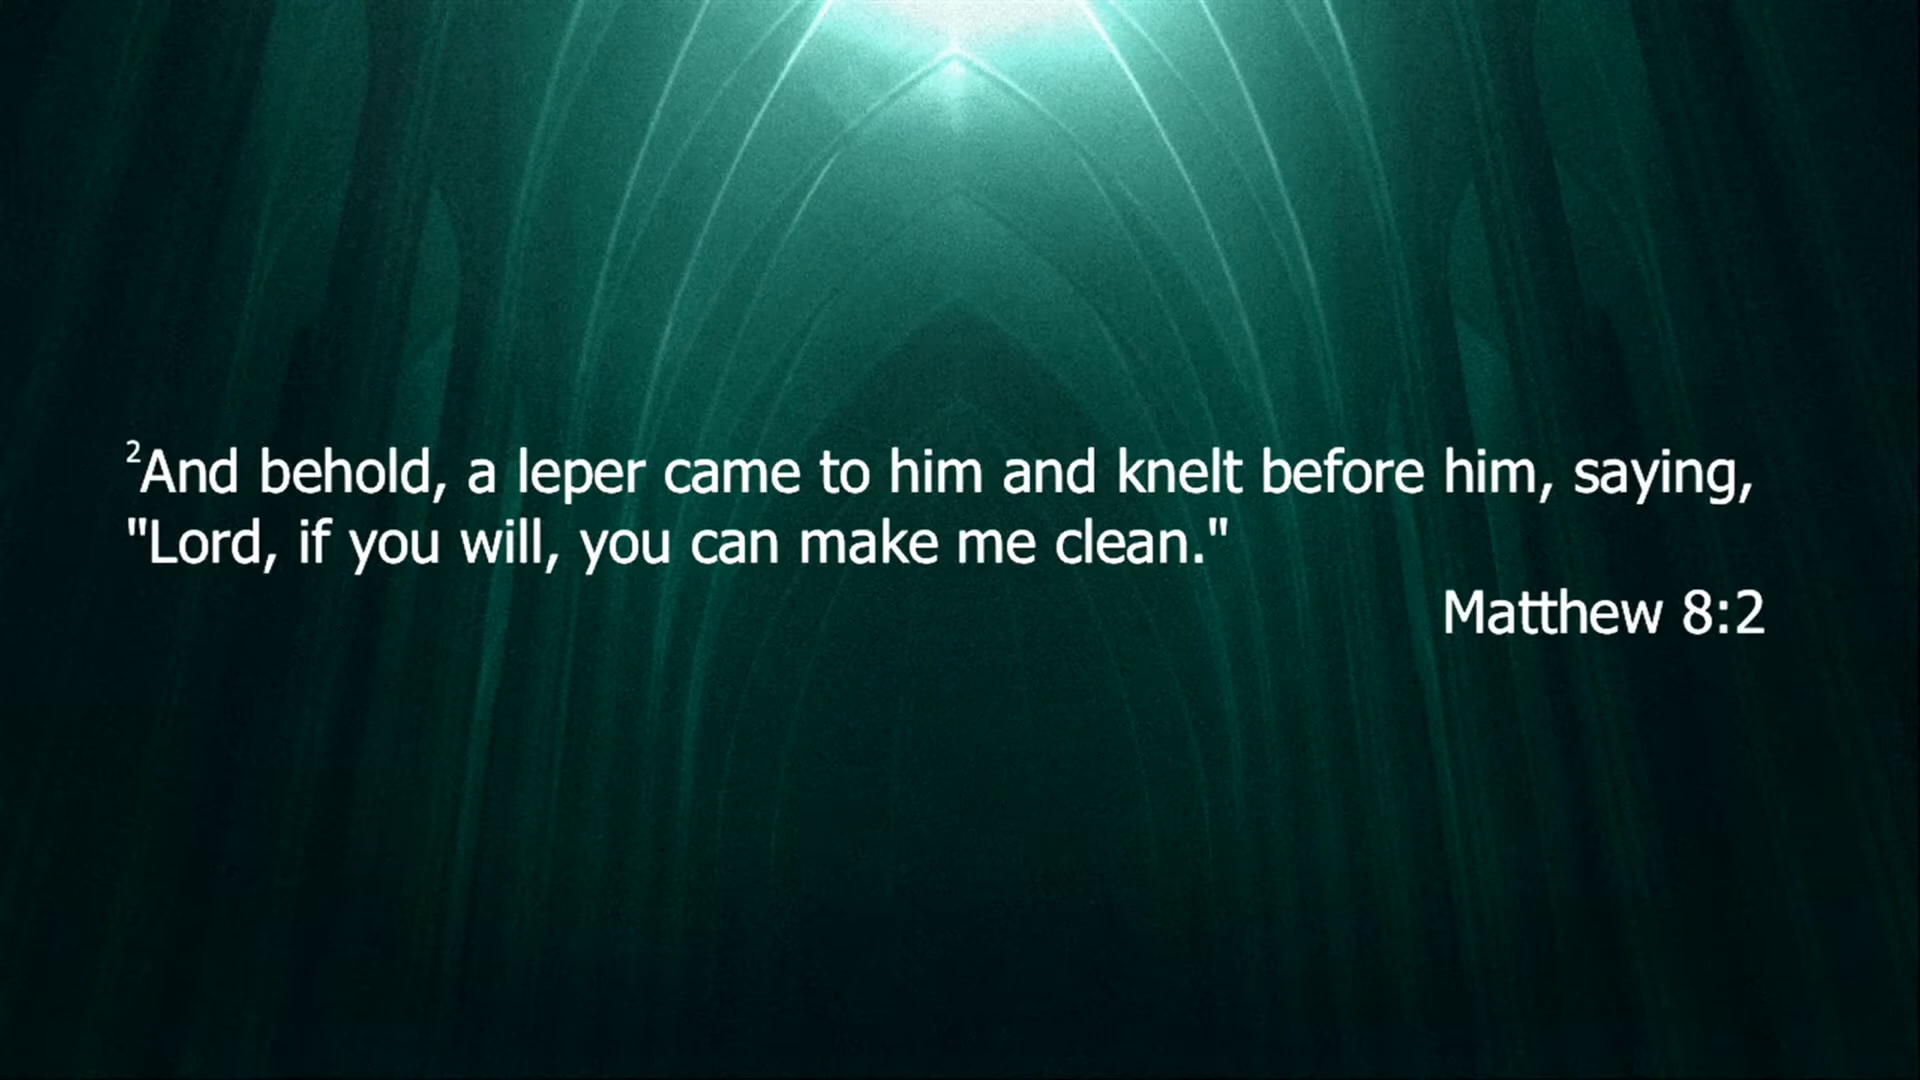 ²And behold, a leper came to him and knelt before him, saying,
"Lord, if you will, you can make me clean."
Matthew 8:2